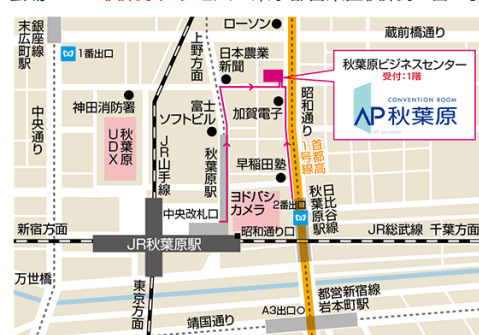 ローソン
蔵前橋通り
銀座線
末広町駅
1番出口
上野方面
日本農業
新聞
秋葉原ビジネスセンター
受付：1階
CONVENTION ROOM
AP秋葉原
all purpose
中央通り
神田消防署
富士
ソフトビル
加賀電子
昭和通り
首都高
1号線
秋葉原
UDX
JR山手線
秋葉原駅
早稲田塾
ヨドバシ
カメラ
2番出口
日比谷線
秋葉原駅
中央改札口
昭和通り口
新宿方面
JR秋葉原駅
JR総武線
千葉方面
万世橋
東京方面
都営新宿線
岩本町駅
A3出口
靖国通り